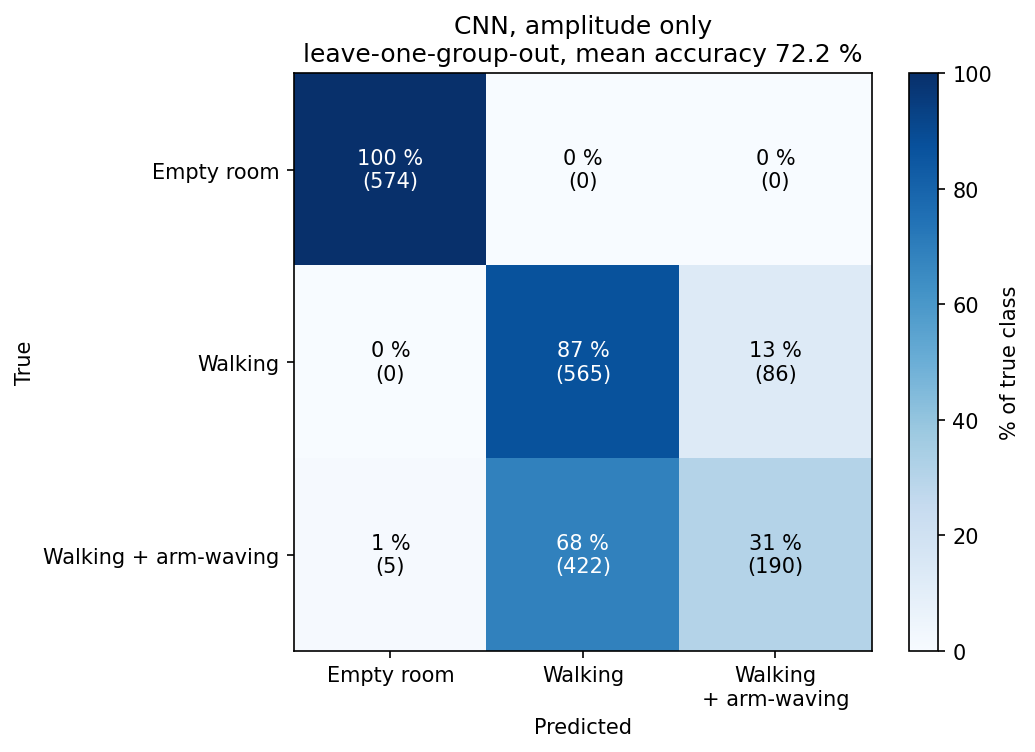 CNN, amplitude only
leave-one-group-out, mean accuracy 72.2 %
True
Empty room
100 %
(574)
0 %
(0)
0 %
(0)
Walking
0 %
(0)
87 %
(565)
13 %
(86)
Walking + arm-waving
1 %
(5)
68 %
(422)
31 %
(190)
Empty room
Walking
Walking
+ arm-waving
Predicted
100
80
60
40
20
0
% of true class